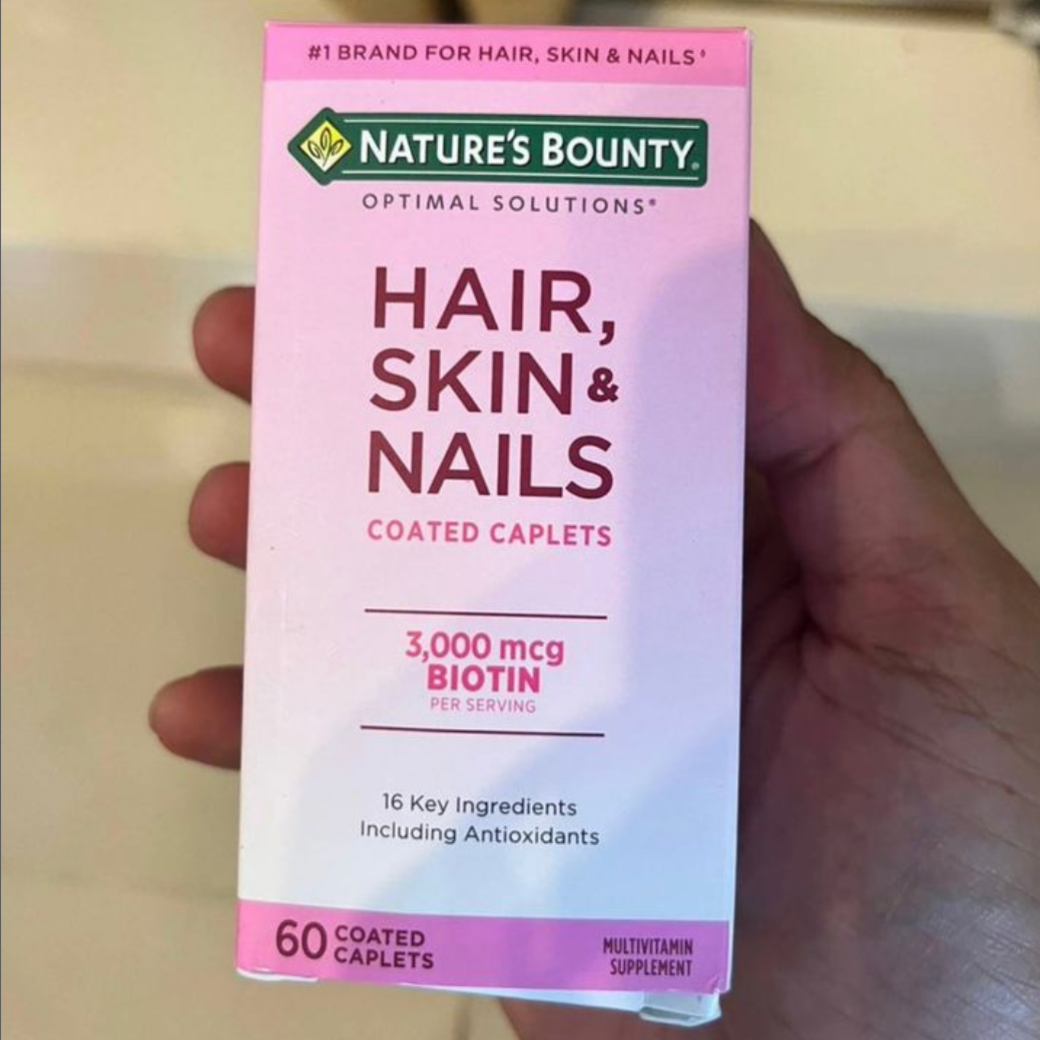 #1 BRAND FOR HAIR, SKIN & NAILS◊
NATURE'S BOUNTY®
OPTIMAL SOLUTIONS®
HAIR,
SKIN &
NAILS
COATED CAPLETS
3,000 mcg
BIOTIN
PER SERVING
16 Key Ingredients
Including Antioxidants
60 COATED
CAPLETS
MULTIVITAMIN
SUPPLEMENT